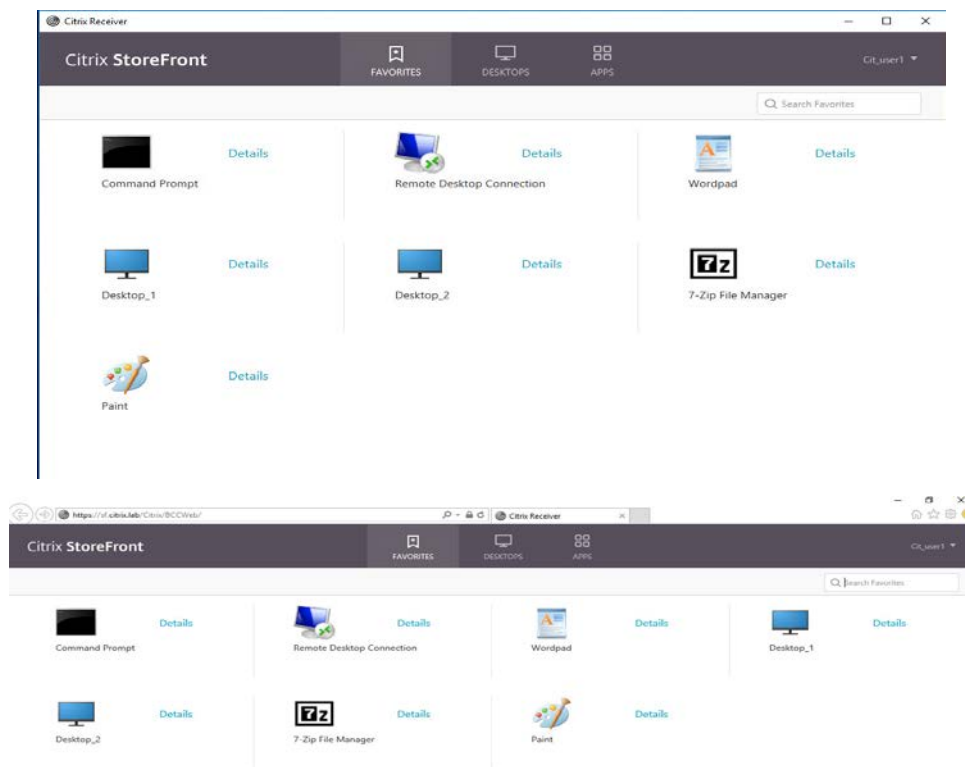 Citrix Receiver
Citrix StoreFront
FAVORITES DESKTOPS APPS
Cit_user1
Search Favorites
Details Details Details
Command Prompt Remote Desktop Connection Wordpad
7z
Details Details Details
Desktop_1 Desktop_2 7-Zip File Manager
Details
Paint
https://sf.citrix.lab/Citrix/BCCWeb/ Citrix Receiver
Citrix StoreFront
FAVORITES DESKTOPS APPS
Cit_user1
Search Favorites
Details Details Details Details
Command Prompt Remote Desktop Connection Wordpad Desktop_1
7z
Details Details Details
Desktop_2 7-Zip File Manager Paint